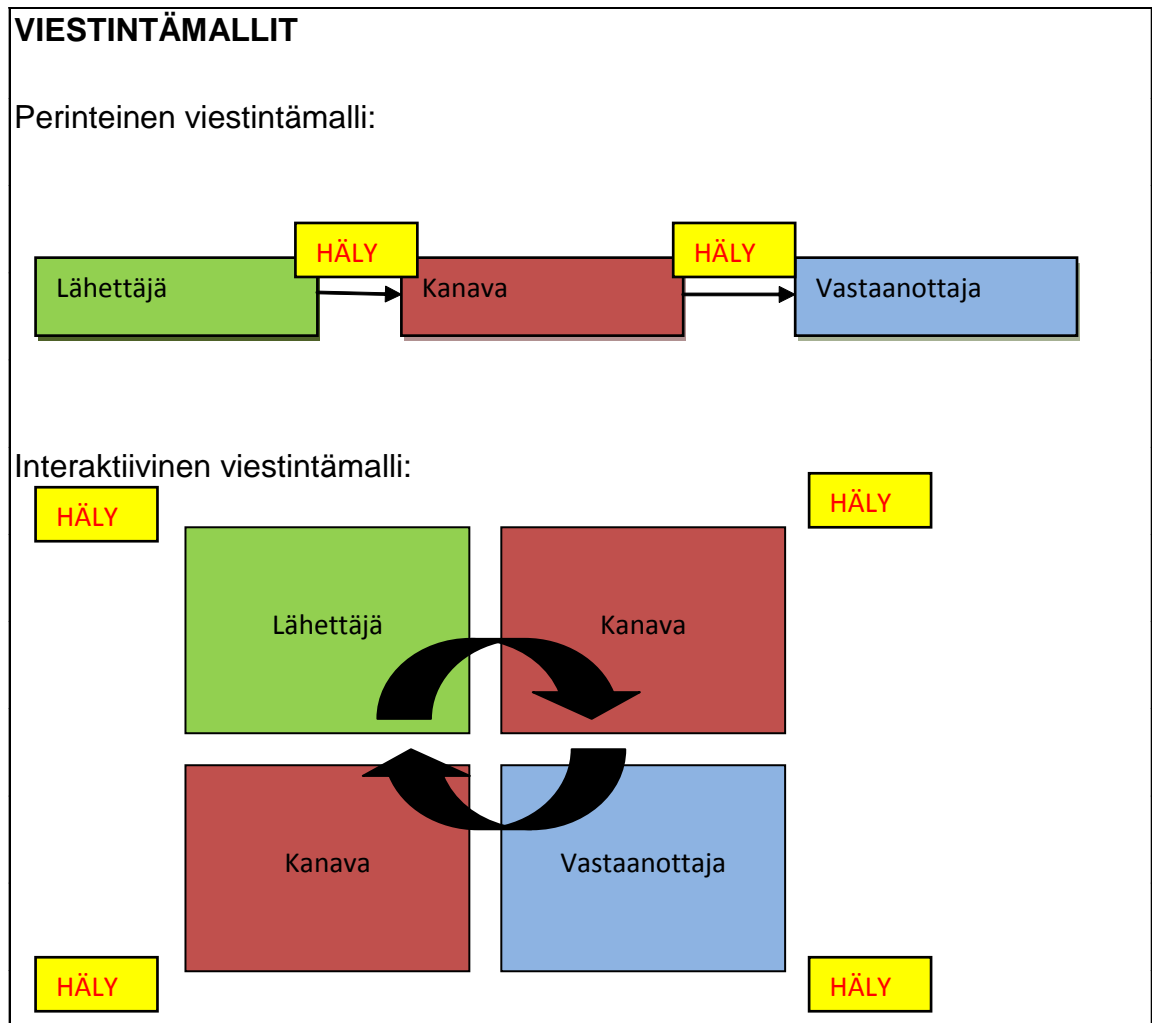 VIESTINTÄMALLIT
Perinteinen viestintämalli:
HÄLY
HÄLY
Lähettäjä
Kanava
Vastaanottaja
Interaktiivinen viestintämalli:
HÄLY
HÄLY
Lähettäjä
Kanava
Kanava
Vastaanottaja
HÄLY
HÄLY